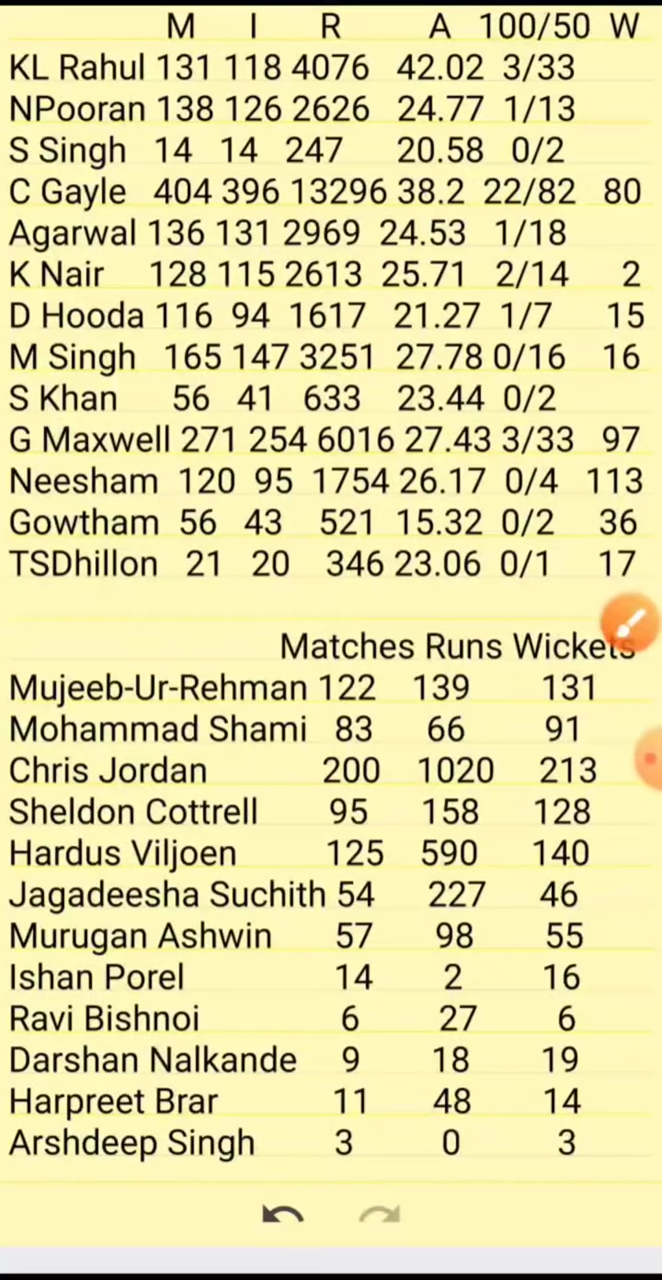 M I R A 100/50 W
KL Rahul 131 118 4076 42.02 3/33
NPooran 138 126 2626 24.77 1/13
S Singh 14 14 247 20.58 0/2
C Gayle 404 396 13296 38.2 22/82 80
Agarwal 136 131 2969 24.53 1/18
K Nair 128 115 2613 25.71 2/14 2
D Hooda 116 94 1617 21.27 1/7 15
M Singh 165 147 3251 27.78 0/16 16
S Khan 56 41 633 23.44 0/2
G Maxwell 271 254 6016 27.43 3/33 97
Neesham 120 95 1754 26.17 0/4 113
Gowtham 56 43 521 15.32 0/2 36
TSDhillon 21 20 346 23.06 0/1 17
Matches Runs Wickets
Mujeeb-Ur-Rehman 122 139 131
Mohammad Shami 83 66 91
Chris Jordan 200 1020 213
Sheldon Cottrell 95 158 128
Hardus Viljoen 125 590 140
Jagadeesha Suchith 54 227 46
Murugan Ashwin 57 98 55
Ishan Porel 14 2 16
Ravi Bishnoi 6 27 6
Darshan Nalkande 9 18 19
Harpreet Brar 11 48 14
Arshdeep Singh 3 0 3